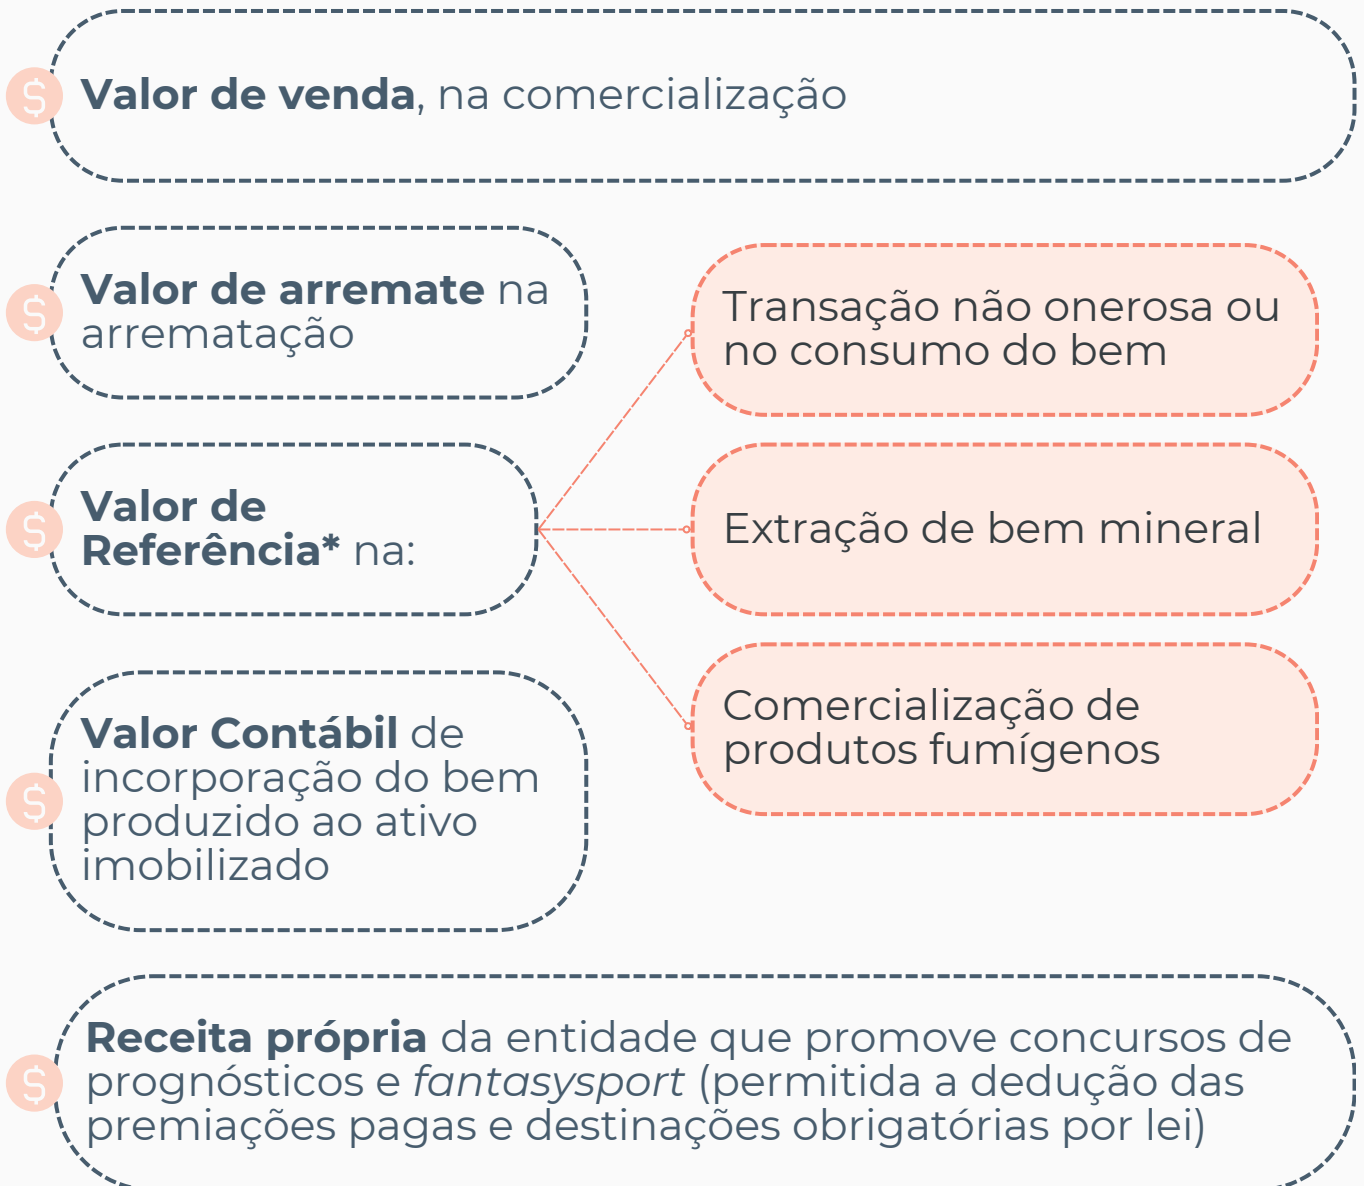 Valor de venda, na comercialização
Valor de arremate na
arrematação
Valor de
Referência* na:
Transação não onerosa ou
no consumo do bem
Extração de bem mineral
Comercialização de
produtos fumígenos
Valor Contábil de
incorporação do bem
produzido ao ativo
imobilizado
Receita própria da entidade que promove concursos de
prognósticos e fantasysport (permitida a dedução das
premiações pagas e destinações obrigatórias por lei)